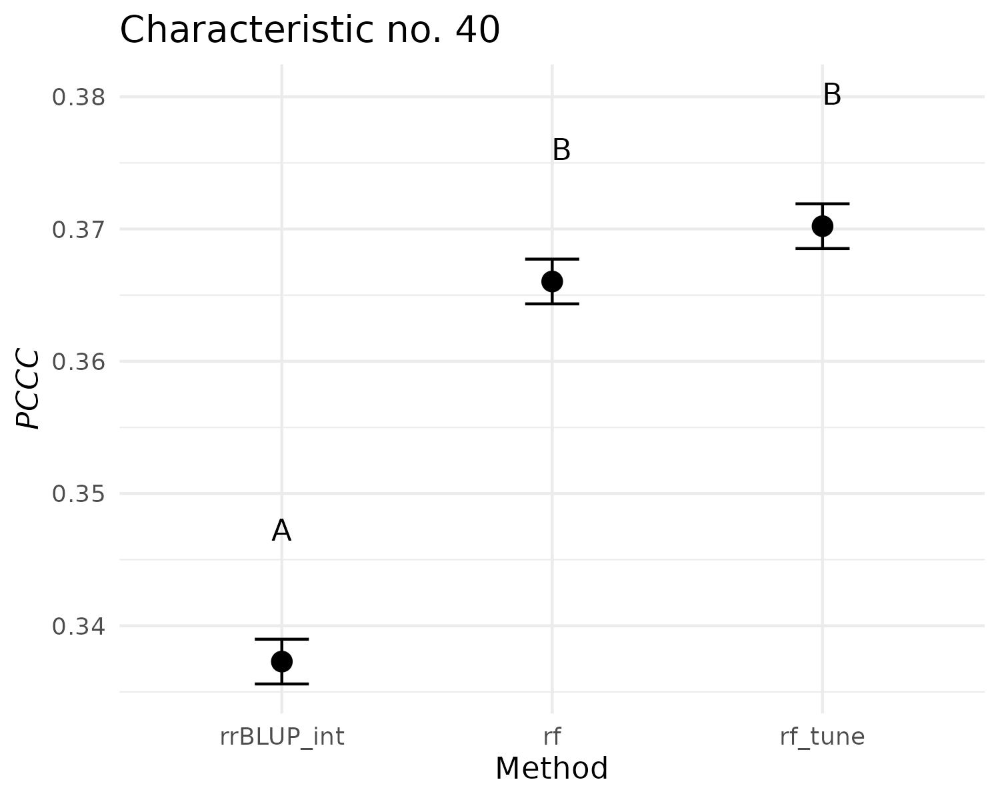 Characteristic no. 40
0.38
0.37
0.36
0.35
0.34
PCCC
B
B
A
rrBLUP_int
rf
rf_tune
Method